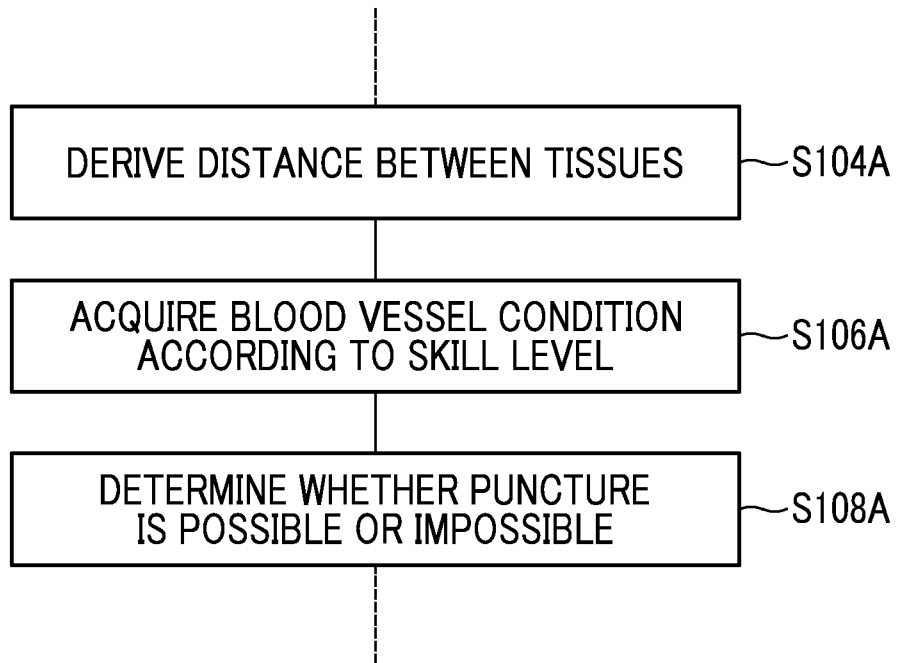 DERIVE DISTANCE BETWEEN TISSUES
S104A
ACQUIRE BLOOD VESSEL CONDITION
ACCORDING TO SKILL LEVEL
S106A
DETERMINE WHETHER PUNCTURE
IS POSSIBLE OR IMPOSSIBLE
S108A